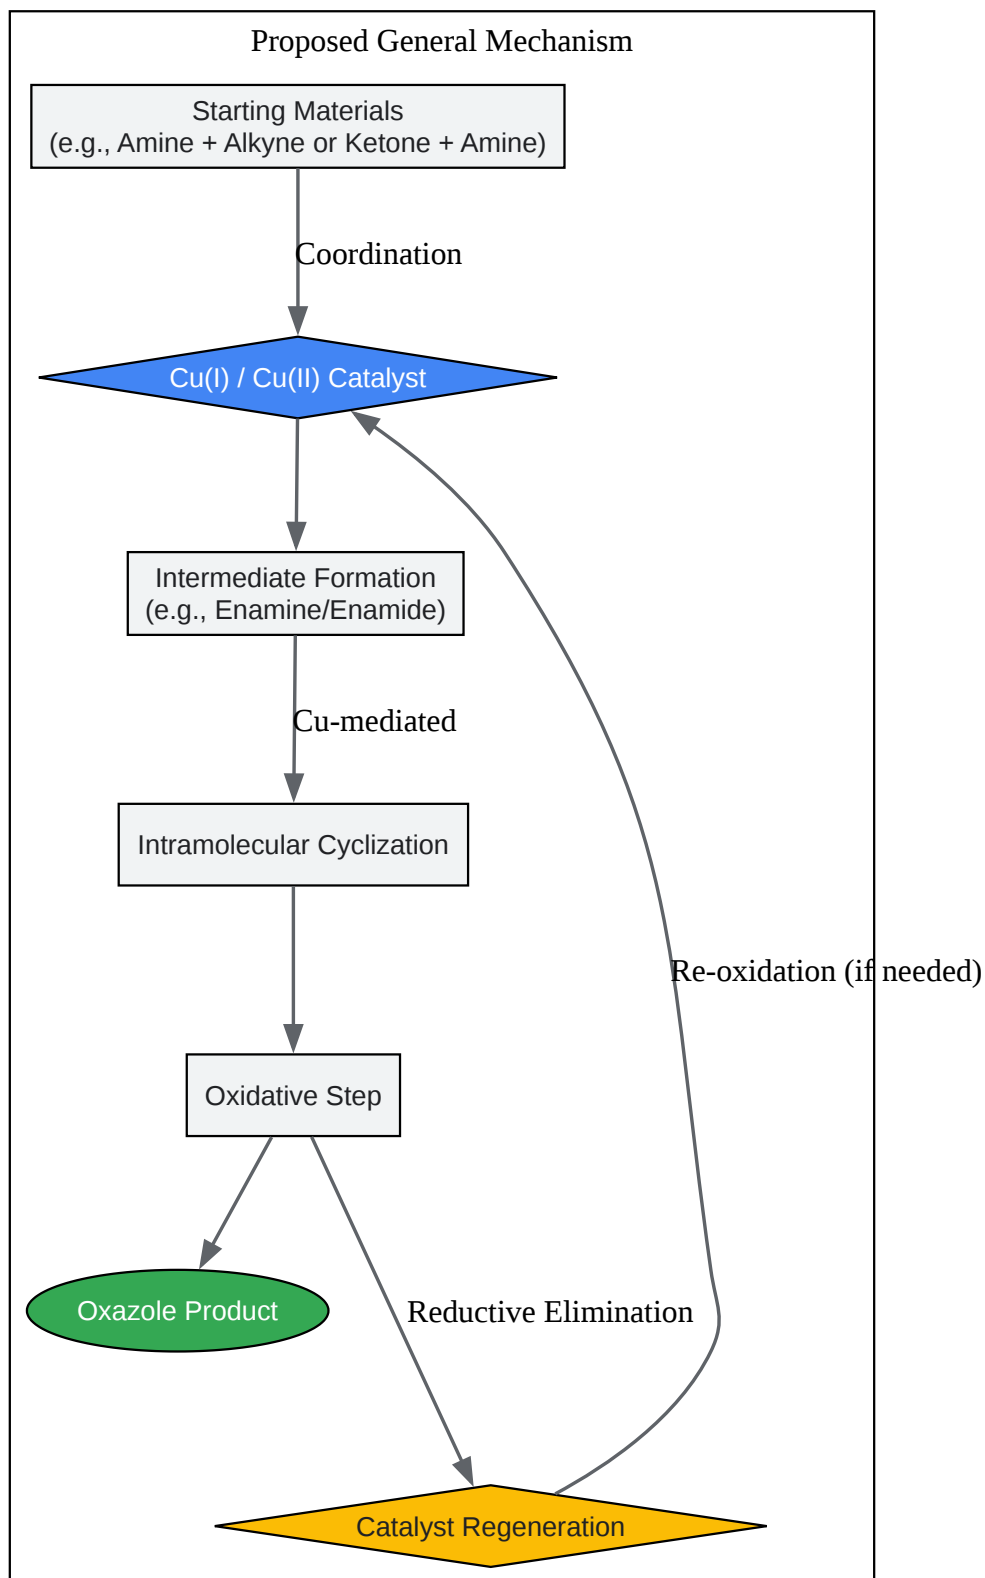 Proposed General Mechanism
Starting Materials
(e.g., Amine + Alkyne or Ketone + Amine)
Coordination
Cu(I) / Cu(II) Catalyst
Intermediate Formation
(e.g., Enamine/Enamide)
Cu-mediated
Intramolecular Cyclization
Re-oxidation (if needed)
Oxidative Step
Oxazole Product
Reductive Elimination
Catalyst Regeneration